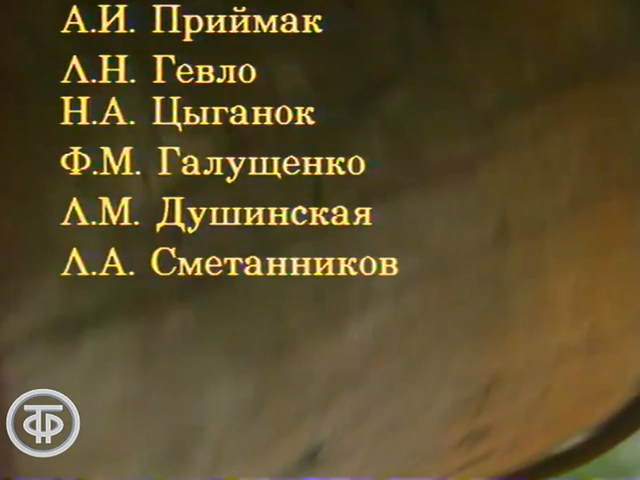 А.И. Приймак
Л.Н. Гевло
Н.А. Цыганок
Ф.М. Галущенко
Л.М. Душинская
Л.А. Сметанников